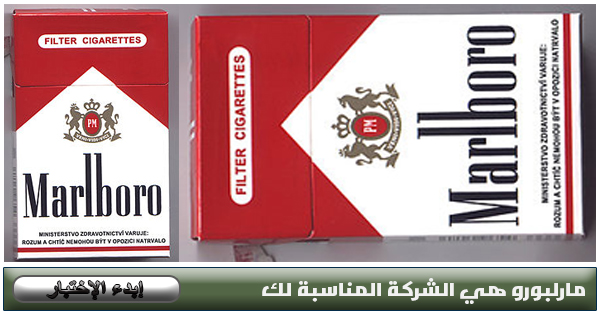 FILTER CIGARETTES
PM
Marlboro
MINISTERSTVO ZDRAVOTNICTVÍ VARUJE:
ROZUM A CHTÍČ NEMOHOU BÝT V OPOZICI NATRVALO
FILTER CIGARETTES
PM
Marlboro
MINISTERSTVO ZDRAVOTNICTVÍ VARUJE:
ROZUM A CHTÍČ NEMOHOU BÝT V OPOZICI NATRVALO
مارلبورو هي الشركة المناسبة لك
إبدء الإختبار